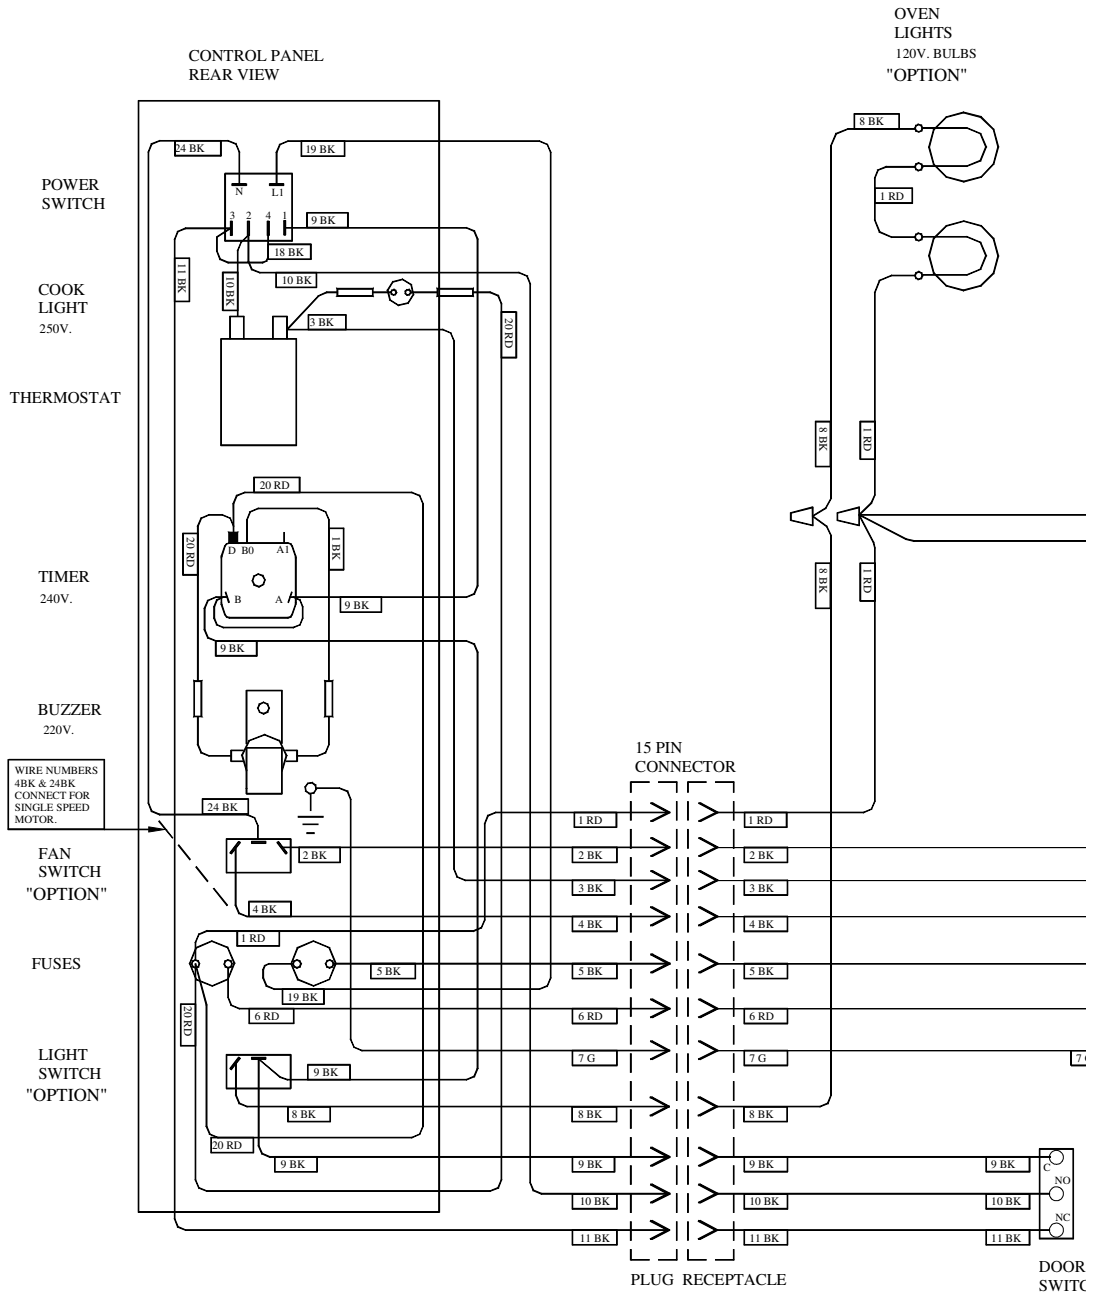 OVEN
LIGHTS
120V. BULBS
"OPTION"
CONTROL PANEL
REAR VIEW
8 BK
24 BK
19 BK
POWER
SWITCH
N
L1
1 RD
3 2 4 1
9 BK
18 BK
11 BK
10 BK
10 BK
COOK
LIGHT
250V.
3 BK
20 RD
THERMOSTAT
8 BK
1 RD
20 RD
20 RD
D B0 A1
1 BK
TIMER
240V.
B
A
9 BK
8 BK
1 RD
9 BK
BUZZER
220V.
15 PIN
CONNECTOR
WIRE NUMBERS
4BK & 24BK
CONNECT FOR
SINGLE SPEED
MOTOR.
24 BK
1 RD
1 RD
FAN
SWITCH
"OPTION"
2 BK
2 BK
2 BK
3 BK
3 BK
4 BK
4 BK
4 BK
1 RD
FUSES
5 BK
5 BK
5 BK
19 BK
20 RD
6 RD
6 RD
6 RD
LIGHT
SWITCH
"OPTION"
7 G
7 G
7 G
9 BK
8 BK
8 BK
8 BK
20 RD
9 BK
9 BK
9 BK
9 BK
C
NO
10 BK
10 BK
10 BK
NC
11 BK
11 BK
11 BK
DOOR
SWITC
PLUG RECEPTACLE